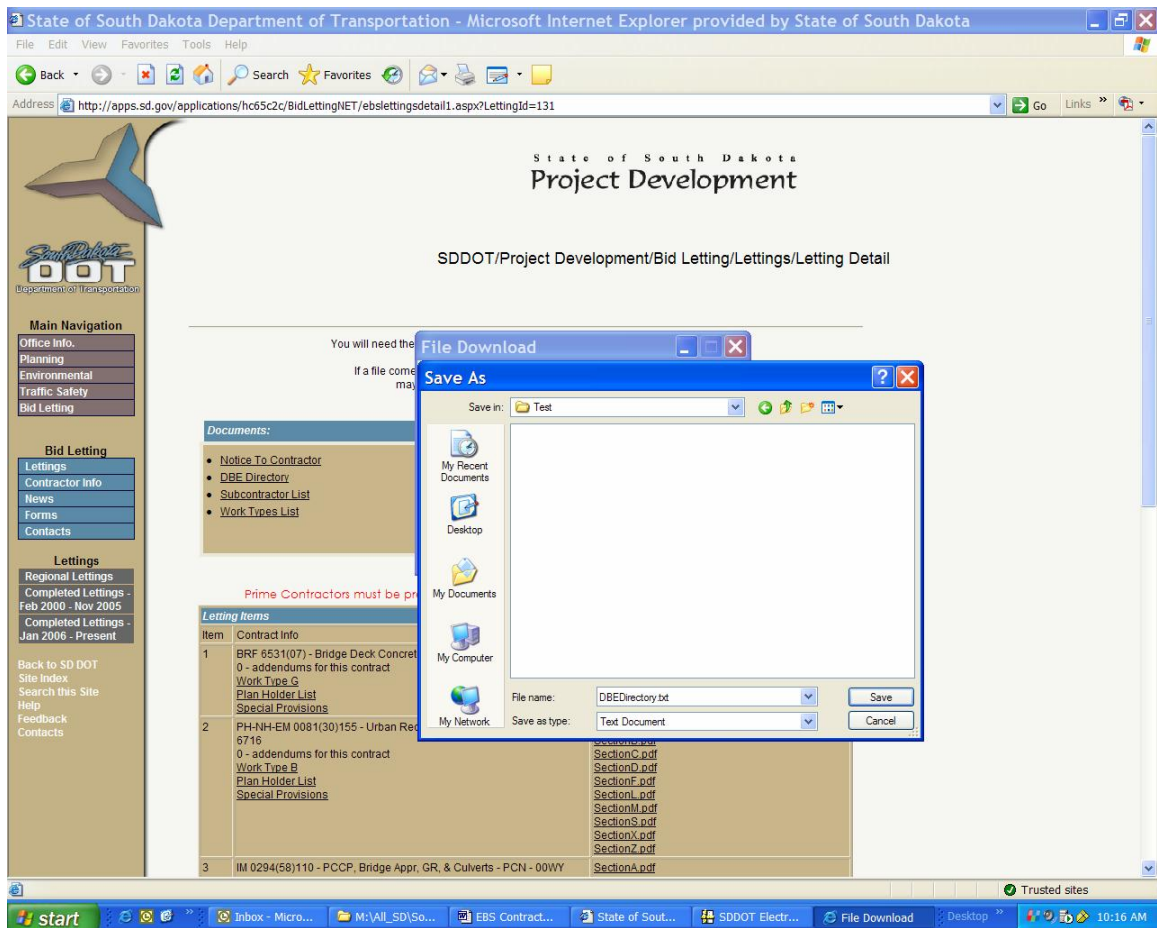 State of South Dakota Department of Transportation - Microsoft Internet Explorer provided by State of South Dakota
File Edit View Favorites Tools Help
Back Search Favorites
Address http://apps.sd.gov/applications/hc65c2c/BidLettingNET/ebslettingsdetail1.aspx?LettingId=131 Go Links »
State of South Dakota
Project Development
South Dakota
DOT
Department of Transportation
SDDOT/Project Development/Bid Letting/Lettings/Letting Detail
Main Navigation
Office Info.
Planning
Environmental
Traffic Safety
Bid Letting
Bid Letting
Lettings
Contractor Info
News
Forms
Contacts
Lettings
Regional Lettings
Completed Lettings -
Feb 2000 - Nov 2005
Completed Lettings -
Jan 2006 - Present
Back to SD DOT
Site Index
Search this Site
Help
Feedback
Contacts
You will need the
If a file come
may
Documents:
• Notice To Contractor
• DBE Directory
• Subcontractor List
• Work Types List
Prime Contractors must be pr
Letting Items
Item Contract Info
1 BRF 6531(07) - Bridge Deck Concret
0 - addendums for this contract
Work Type G
Plan Holder List
Special Provisions
2 PH-NH-EM 0081(30)155 - Urban Rec
6716
0 - addendums for this contract
Work Type B
Plan Holder List
Special Provisions
SectionB.pdf
SectionC.pdf
SectionD.pdf
SectionF.pdf
SectionL.pdf
SectionM.pdf
SectionS.pdf
SectionX.pdf
SectionZ.pdf
3 IM 0294(58)110 - PCCP, Bridge Appr, GR, & Culverts - PCN - 00WY SectionA.pdf
File Download
Save As
Save in: Test
My Recent
Documents
Desktop
My Documents
My Computer
My Network
File name: DBEDirectory.txt Save
Save as type: Text Document Cancel
Trusted sites
start » Inbox - Micro... M:\All_SD\So... EBS Contract... State of Sout... SDDOT Electr... File Download Desktop » 10:16 AM